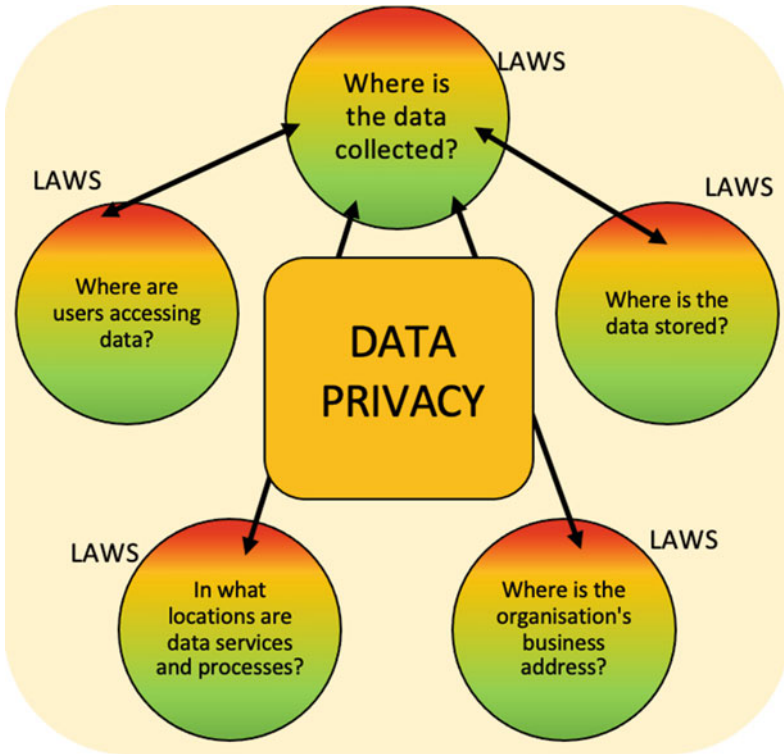 LAWS
Where is
the data
collected?
LAWS
Where are
users accessing
data?
LAWS
Where is the
data stored?
DATA
PRIVACY
LAWS
In what
locations are
data services
and processes?
LAWS
Where is the
organisation's
business
address?